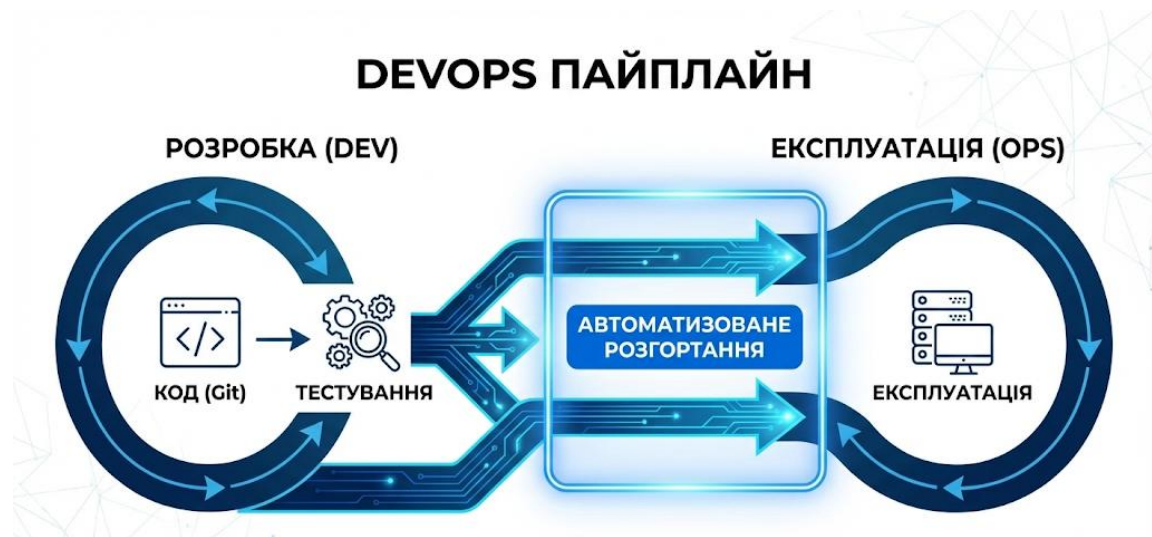 DEVOPS ПАЙПЛАЙН
РОЗРОБКА (DEV)
ЕКСПЛУАТАЦІЯ (OPS)
</>
КОД (Git)
ТЕСТУВАННЯ
АВТОМАТИЗОВАНЕ
РОЗГОРТАННЯ
ЕКСПЛУАТАЦІЯ